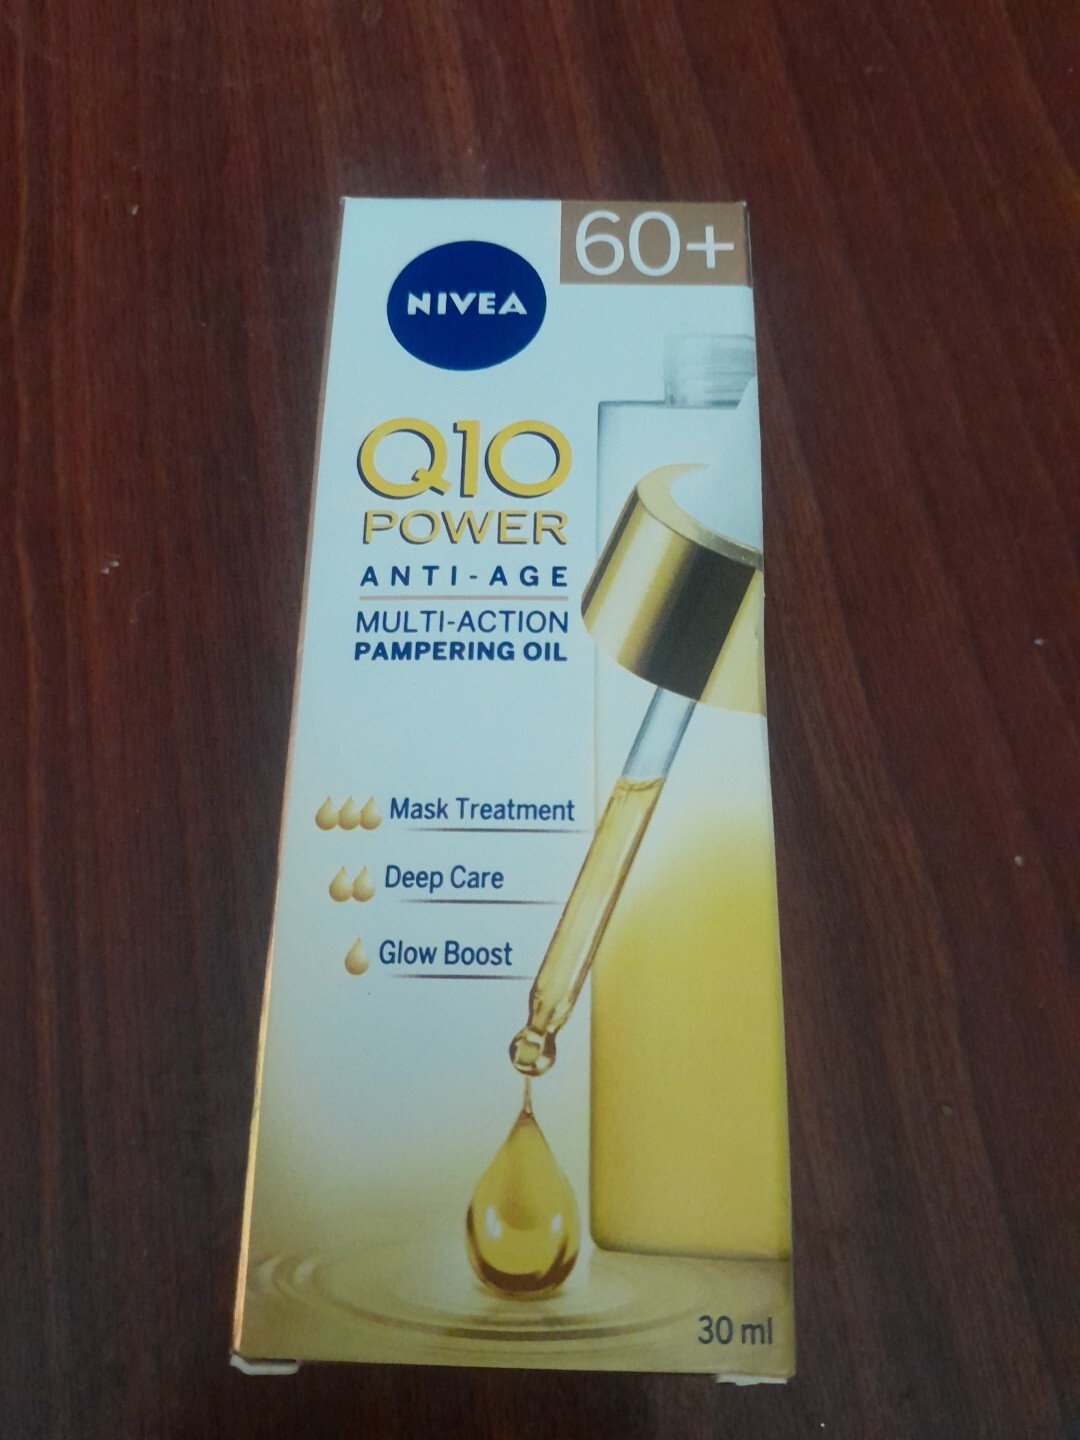 60+
NIVEA
Q10
POWER
ANTI-AGE
MULTI-ACTION
PAMPERING OIL
Mask Treatment
Deep Care
Glow Boost
30 ml